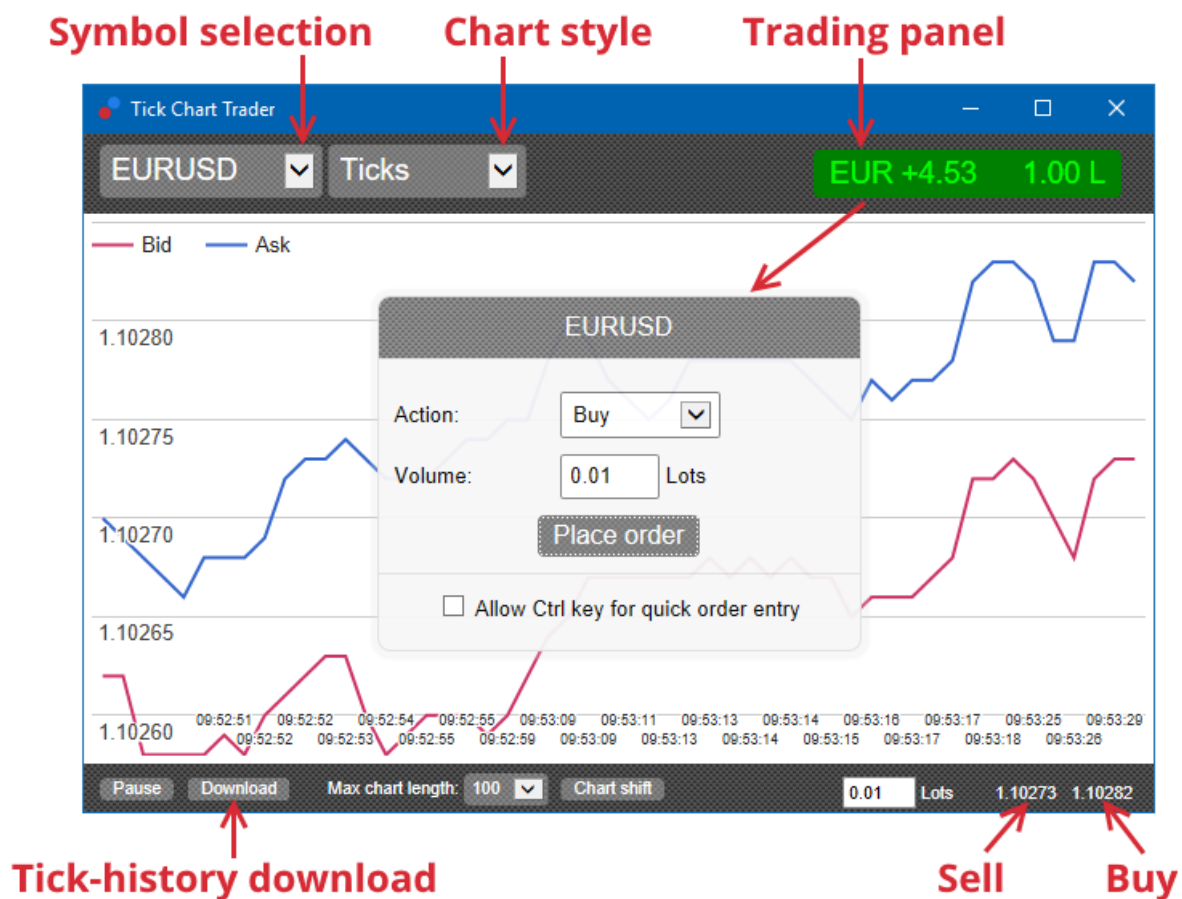 Symbol selection Chart style Trading panel
Tick Chart Trader
EURUSD Ticks EUR +4.53 1.00 L
Bid Ask
EURUSD
1.10280
Action: Buy
1.10275
Volume: 0.01 Lots
1.10270
Place order
Allow Ctrl key for quick order entry
1.10265
09:52:51 09:52:52 09:52:54 09:52:55 09:53:09 09:53:11 09:53:13 09:53:14 09:53:16 09:53:17 09:53:25 09:53:29
1.10260
09:52:52 09:52:53 09:52:55 09:52:59 09:53:09 09:53:13 09:53:14 09:53:15 09:53:17 09:53:18 09:53:26
Pause Download Max chart length: 100 Chart shift 0.01 Lots 1.10273 1.10282
Tick-history download Sell Buy